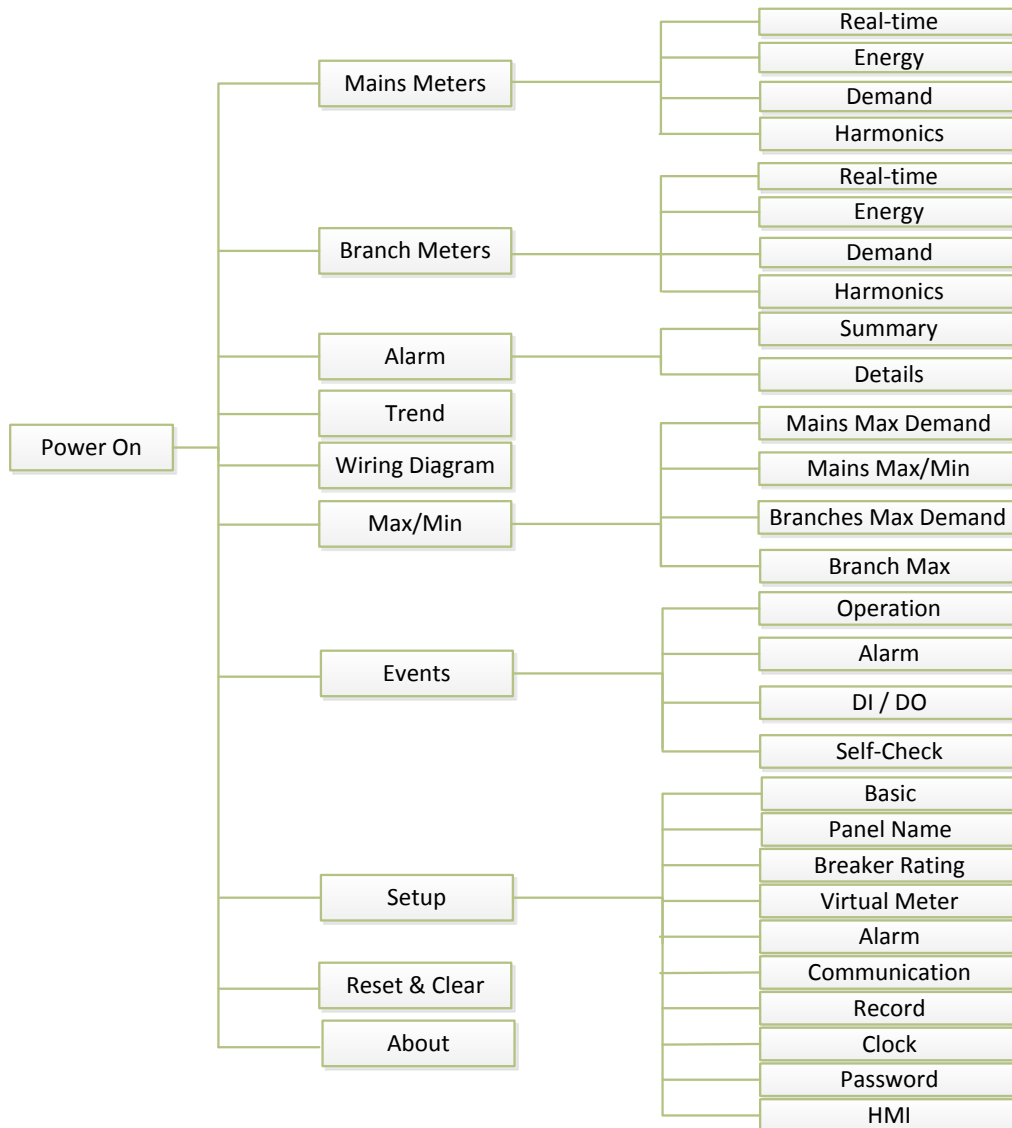 Power On
Mains Meters
Real-time
Energy
Demand
Harmonics
Branch Meters
Real-time
Energy
Demand
Harmonics
Alarm
Summary
Details
Trend
Wiring Diagram
Max/Min
Mains Max Demand
Mains Max/Min
Branches Max Demand
Branch Max
Events
Operation
Alarm
DI / DO
Self-Check
Setup
Basic
Panel Name
Breaker Rating
Virtual Meter
Alarm
Communication
Record
Clock
Password
HMI
Reset & Clear
About